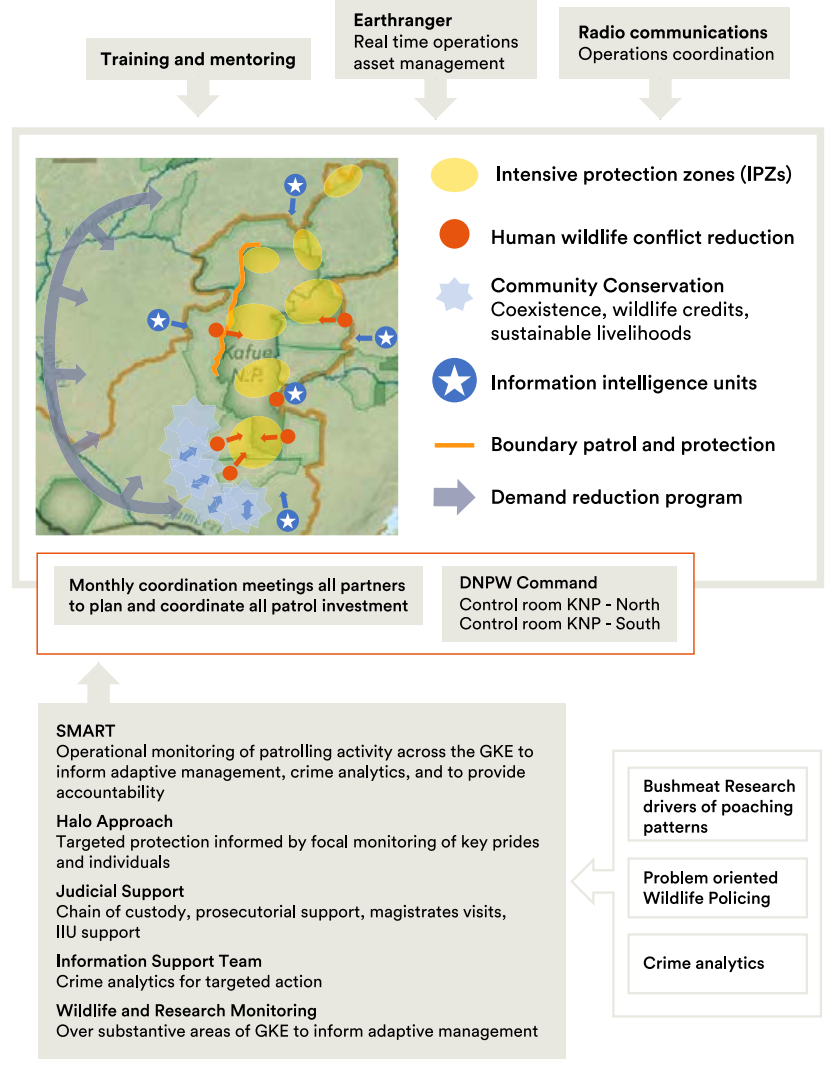 Training and mentoring
Earthranger
Real time operations
asset management
Radio communications
Operations coordination
Kafue
N.P.
Intensive protection zones (IPZs)
Human wildlife conflict reduction
Community Conservation
Coexistence, wildlife credits,
sustainable livelihoods
Information intelligence units
Boundary patrol and protection
Demand reduction program
Monthly coordination meetings all partners
to plan and coordinate all patrol investment
DNPW Command
Control room KNP - North
Control room KNP - South
SMART
Operational monitoring of patrolling activity across the GKE to
inform adaptive management, crime analytics, and to provide
accountability
Halo Approach
Targeted protection informed by focal monitoring of key prides
and individuals
Judicial Support
Chain of custody, prosecutorial support, magistrates visits,
IIU support
Information Support Team
Crime analytics for targeted action
Wildlife and Research Monitoring
Over substantive areas of GKE to inform adaptive management
Bushmeat Research
drivers of poaching
patterns
Problem oriented
Wildlife Policing
Crime analytics